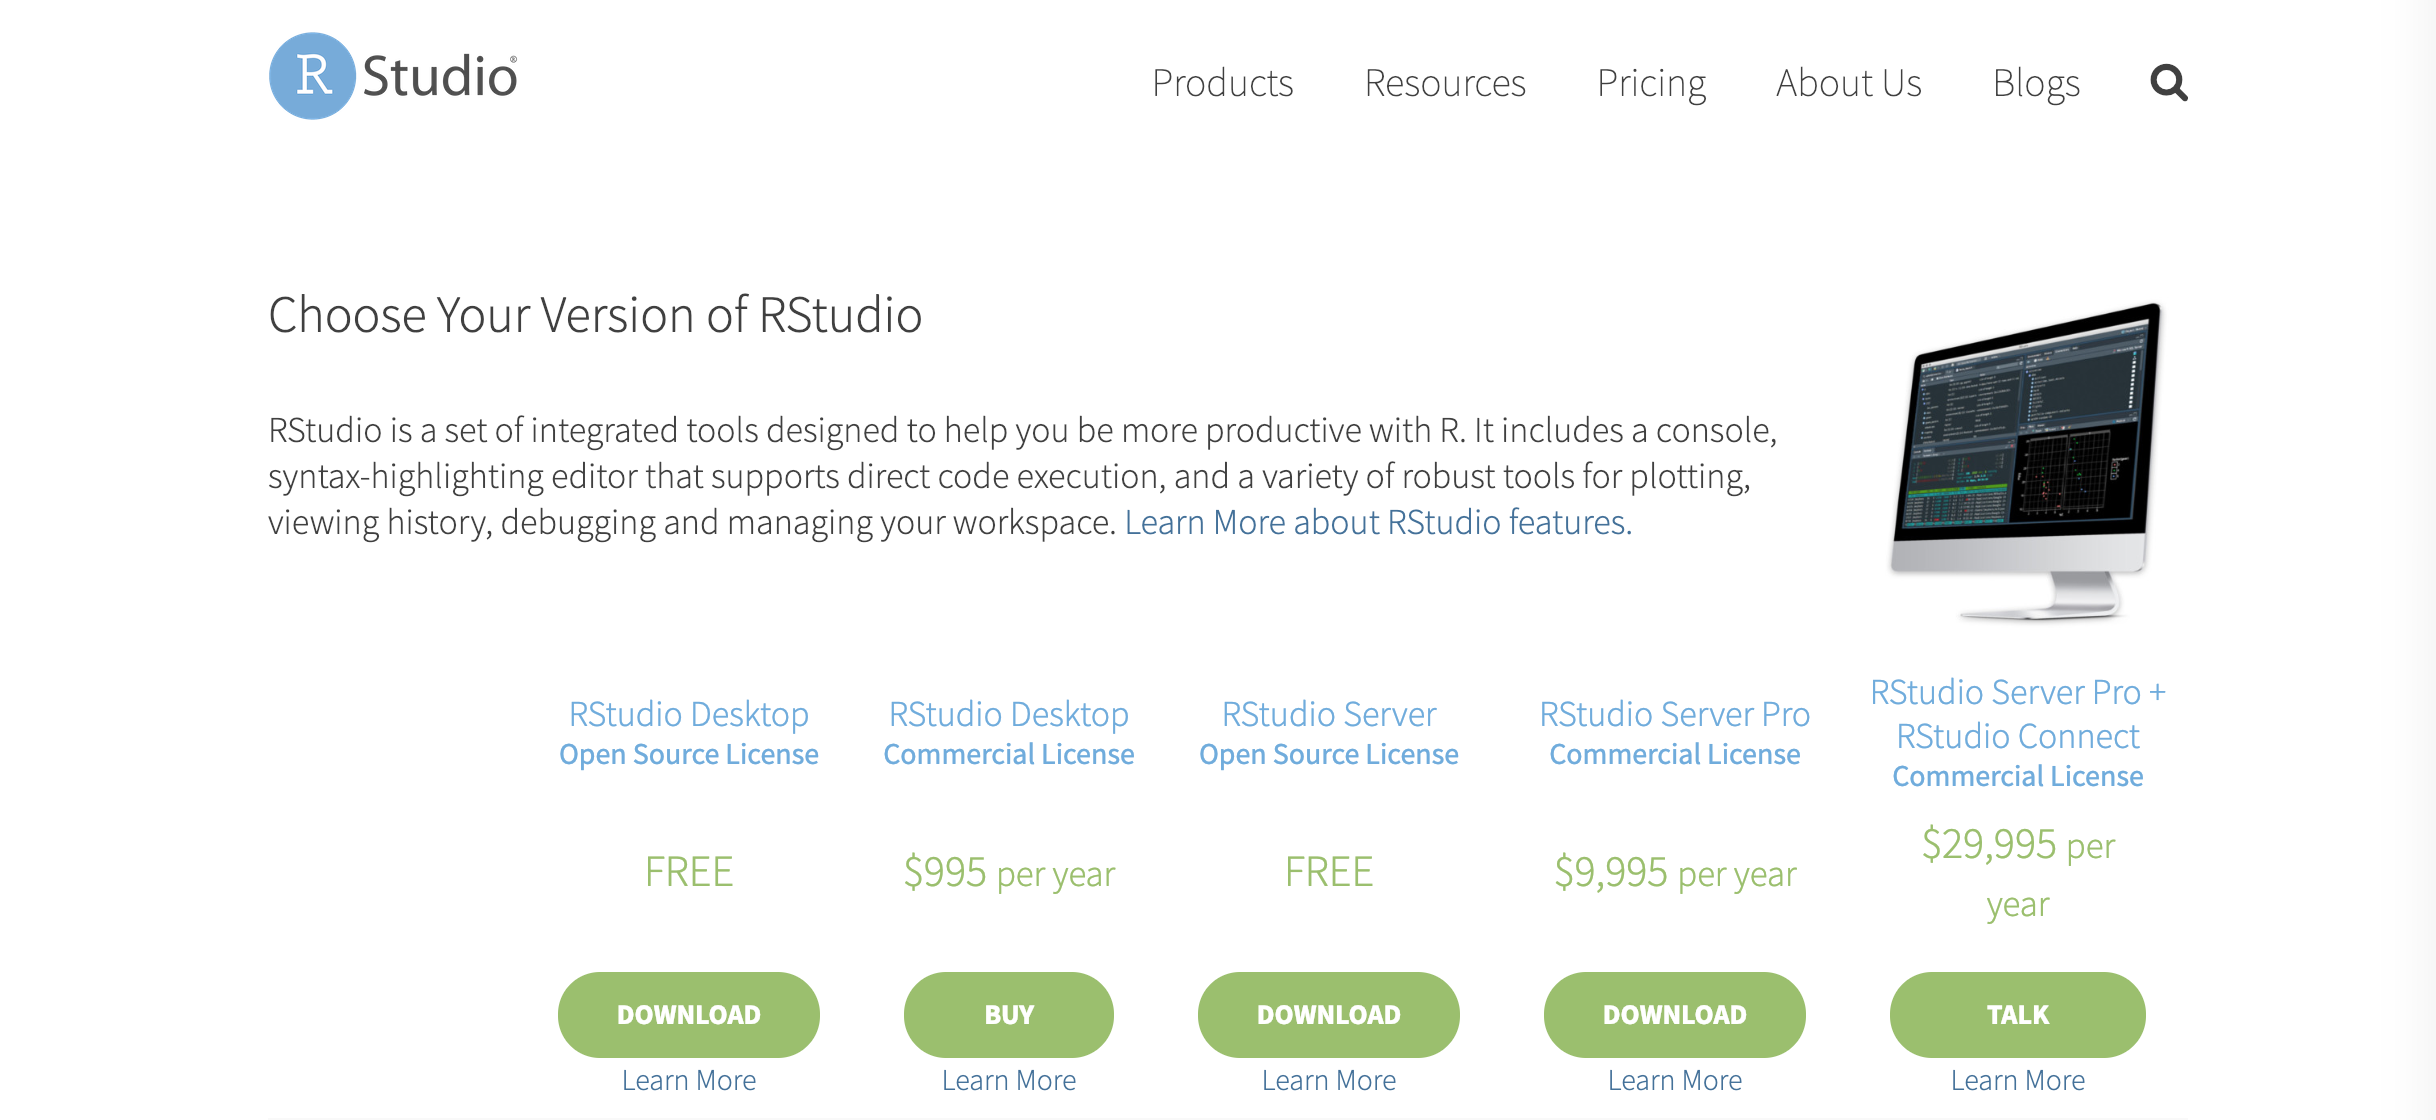 R Studio®
Products Resources Pricing About Us Blogs
Choose Your Version of RStudio
RStudio is a set of integrated tools designed to help you be more productive with R. It includes a console,
syntax-highlighting editor that supports direct code execution, and a variety of robust tools for plotting,
viewing history, debugging and managing your workspace. Learn More about RStudio features.
RStudio Desktop
Open Source License
FREE
DOWNLOAD
Learn More
RStudio Desktop
Commercial License
$995 per year
BUY
Learn More
RStudio Server
Open Source License
FREE
DOWNLOAD
Learn More
RStudio Server Pro
Commercial License
$9,995 per year
DOWNLOAD
Learn More
RStudio Server Pro +
RStudio Connect
Commercial License
$29,995 per
year
TALK
Learn More